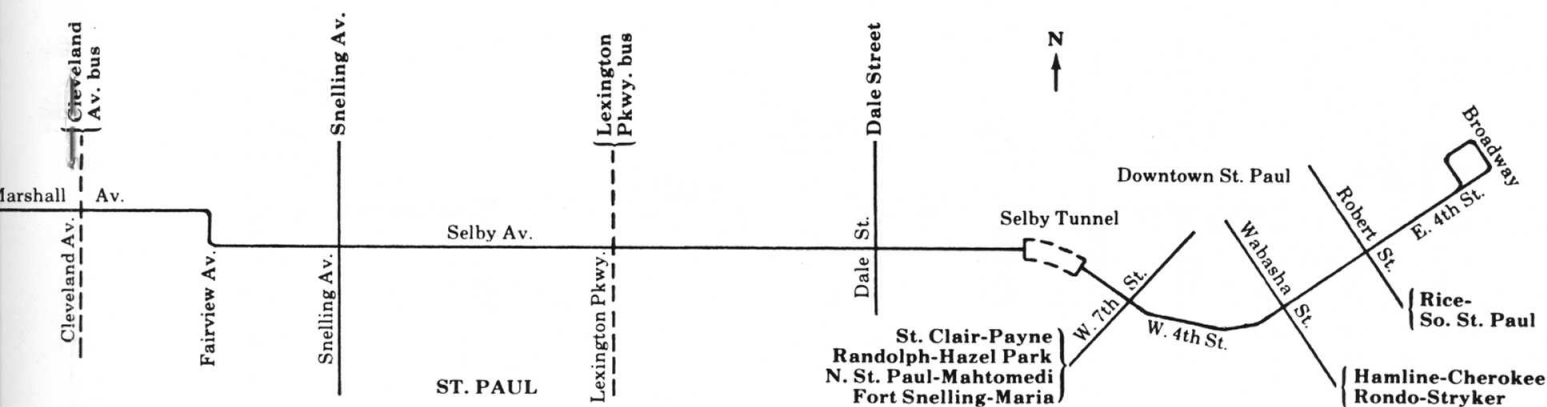 Cleveland
Av. bus
Snelling Av.
Lexington
Pkwy. bus
Dale Street
N
Broadway
Marshall Av.
Downtown St. Paul
Selby Tunnel
Robert St.
E. 4th St.
Selby Av.
Dale St.
Wabasha St.
Cleveland Av.
Fairview Av.
Snelling Av.
Lexington Pkwy.
W. 7th St.
W. 4th St.
Rice-
So. St. Paul
St. Clair-Payne
Randolph-Hazel Park
N. St. Paul-Mahtomedi
Fort Snelling-Maria
ST. PAUL
Hamline-Cherokee
Rondo-Stryker